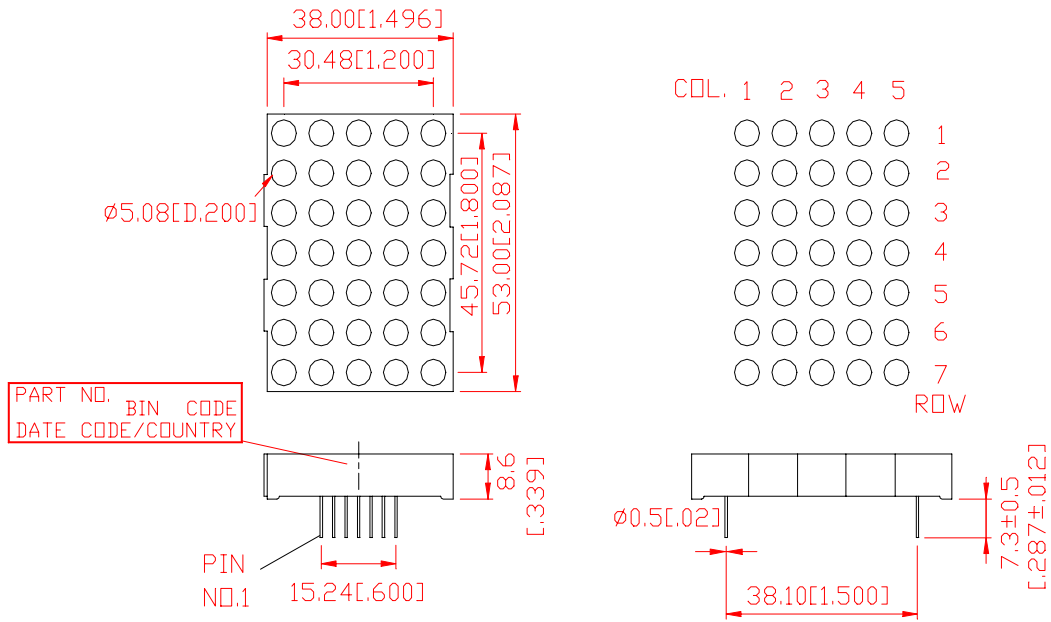 38.00[1.496]
30.48[1.200]
Ø5.08[D.200]
45.72[1.800]
53.00[2.087]
COL. 1 2 3 4 5
1
2
3
4
5
6
7
ROW
PART NO. BIN CODE
DATE CODE/COUNTRY
8.6
[.339]
PIN
NO.1
15.24[.600]
Ø0.5[.02]
7.3±0.5
[.287±.012]
38.10[1.500]